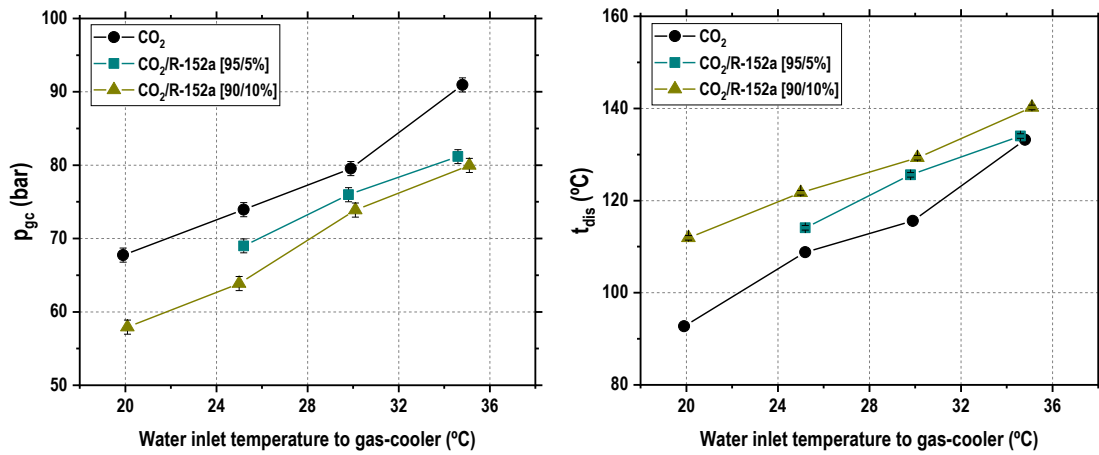 100
90
80
70
60
50
p_gc (bar)
CO₂
CO₂/R-152a [95/5%]
CO₂/R-152a [90/10%]
20 24 28 32 36
Water inlet temperature to gas-cooler (ºC)
160
140
120
100
80
t_dis (ºC)
CO₂
CO₂/R-152a [95/5%]
CO₂/R-152a [90/10%]
20 24 28 32 36
Water inlet temperature to gas-cooler (ºC)